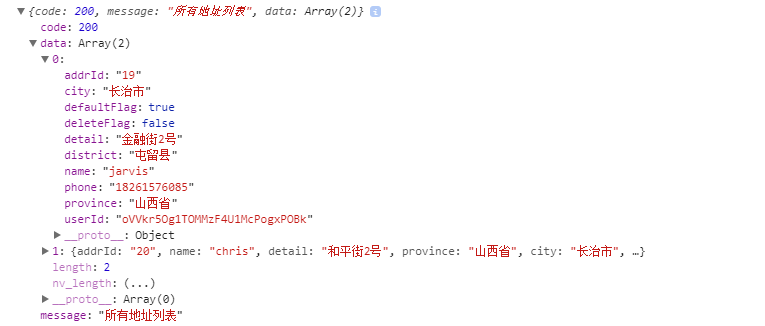 {code: 200, message: "所有地址列表", data: Array(2)} i
code: 200
data: Array(2)
0:
addrId: "19"
city: "长治市"
defaultFlag: true
deleteFlag: false
detail: "金融街2号"
district: "屯留县"
name: "jarvis"
phone: "18261576085"
province: "山西省"
userId: "oVVkr5Og1TOMMzF4U1McPogxPOBk"
__proto__: Object
1: {addrId: "20", name: "chris", detail: "和平街2号", province: "山西省", city: "长治市", …}
length: 2
nv_length: (...)
__proto__: Array(0)
message: "所有地址列表"